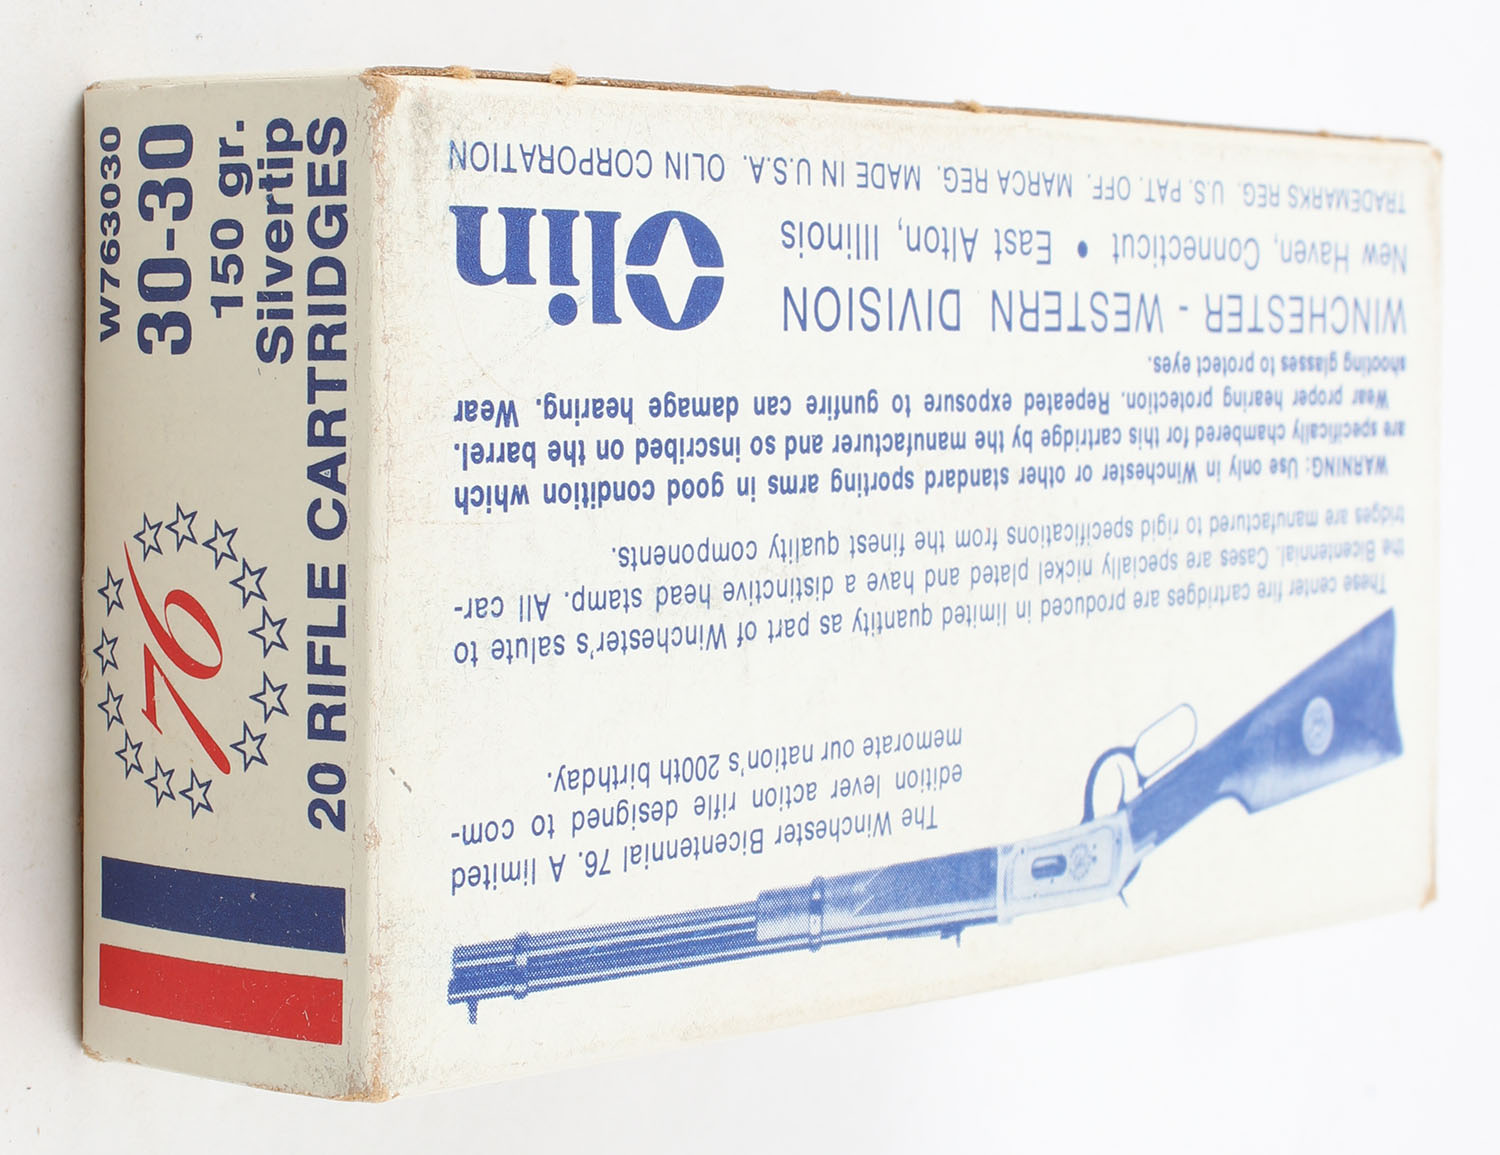 W763030
30-30
150 gr.
Silvertip
20 RIFLE CARTRIDGES
76
The Winchester Bicentennial 76. A limited
edition lever action rifle designed to com-
memorate our nation's 200th birthday.
These center fire cartridges are produced in limited quantity as part of Winchester's salute to
the Bicentennial. Cases are specially nickel plated and have a distinctive head stamp. All car-
tridges are manufactured to rigid specifications from the finest quality components.
WARNING: Use only in Winchester or other standard sporting arms in good condition which
are specifically chambered for this cartridge by the manufacturer and so inscribed on the barrel.
Wear proper hearing protection. Repeated exposure to gunfire can damage hearing. Wear
shooting glasses to protect eyes.
WINCHESTER - WESTERN DIVISION
New Haven, Connecticut • East Alton, Illinois
Olin
TRADEMARKS REG. U.S. PAT. OFF. MARCA REG. MADE IN U.S.A. OLIN CORPORATION